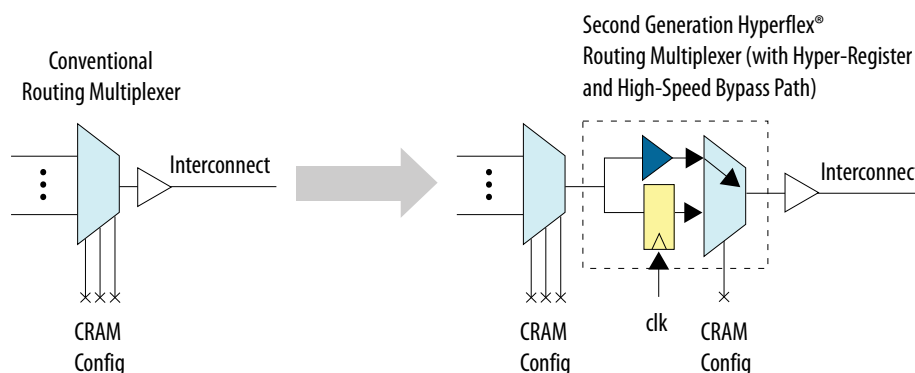 Conventional
Routing Multiplexer
Interconnect
CRAM
Config
Second Generation Hyperflex®
Routing Multiplexer (with Hyper-Register
and High-Speed Bypass Path)
Interconnec
CRAM
Config
clk
CRAM
Config